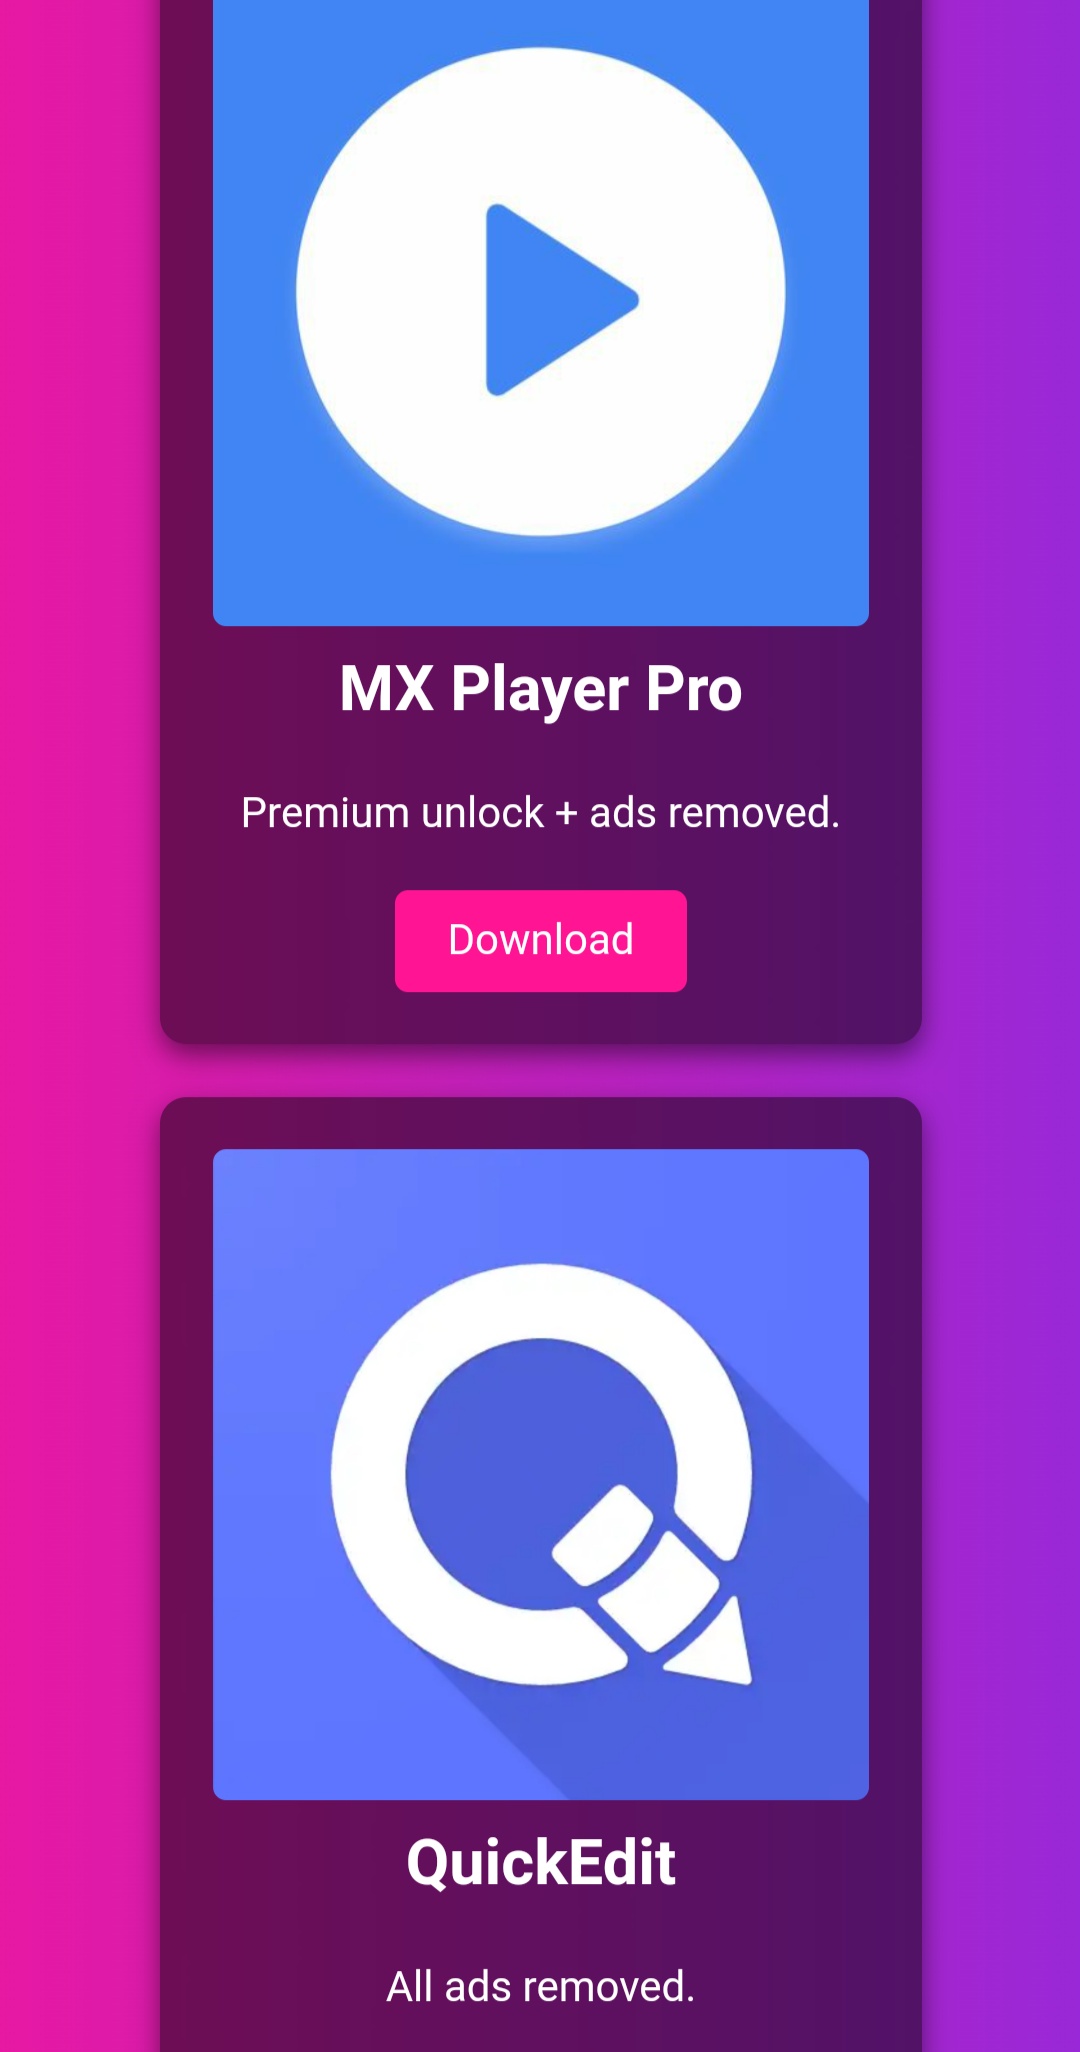 MX Player Pro
Premium unlock + ads removed.
Download
QuickEdit
All ads removed.